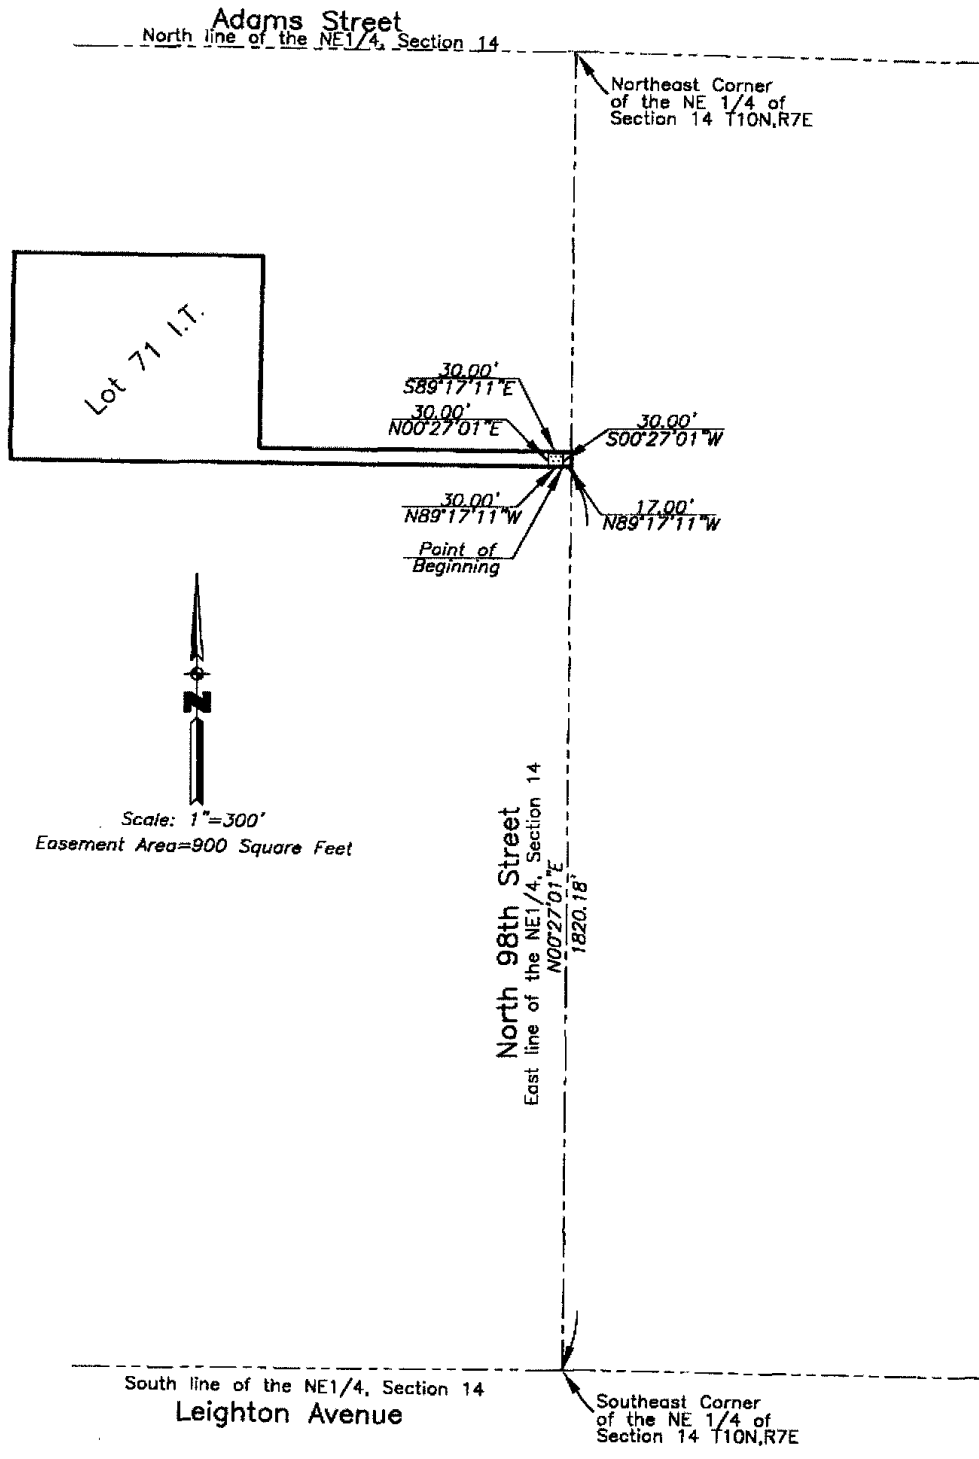 Adams Street
North line of the NE1/4, Section 14
Northeast Corner
of the NE 1/4 of
Section 14 T10N,R7E
Lot 71 I.T.
30.00'
S89°17'11"E
30.00'
N00°27'01"E
30.00'
S00°27'01"W
30.00'
N89°17'11"W
17.00'
N89°17'11"W
Point of
Beginning
N
Scale: 1"=300'
Easement Area=900 Square Feet
North 98th Street
East line of the NE1/4, Section 14
N00°27'01"E
1820.18'
South line of the NE1/4, Section 14
Leighton Avenue
Southeast Corner
of the NE 1/4 of
Section 14 T10N,R7E